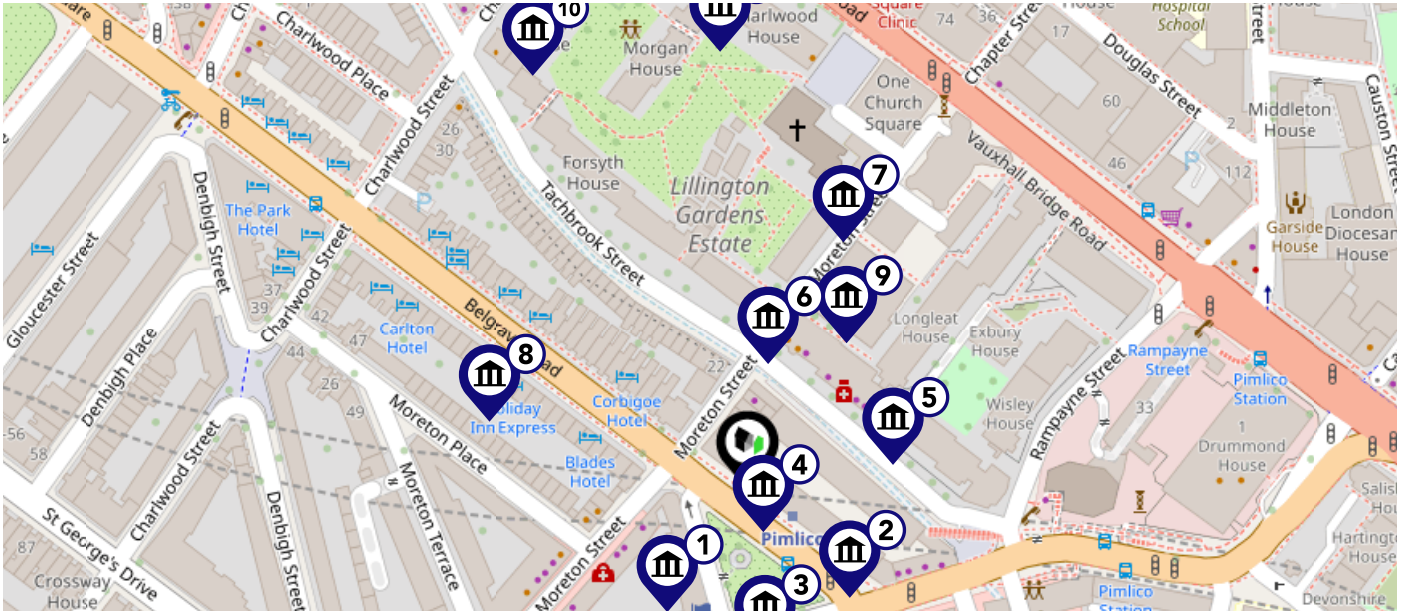 uare
10
Charlwood Place
Morgan
House
arlwood
House
Road
Square
Clinic
74
36
House
Chapter Street
17
Hospital
School
Street
Douglas Street
60
One
Church
Square
Middleton
House
Causton Street
2
46
112
Charlwood Street
26
30
Forsyth
House
Lillington
Gardens
Estate
7
Moreton Street
Vauxhall Bridge Road
Garside
House
London
Diocesan
House
P
P
Denbigh Street
The Park
Hotel
Tachbrook Street
Gloucester Street
37
39
Charlwood Street
42
47
44
Carlton
Hotel
Belgrave Road
6
9
Longleat
House
Exbury
House
Rampayne
Street
Pimlico
Station
Denbigh Place
8
Holiday
Inn Express
Corbigoe
Hotel
22
Moreton Street
5
Wisley
House
Rampayne Street
33
1
Drummond
House
26
49
-56
58
Moreton Place
Blades
Hotel
4
Charlwood Street
Moreton Terrace
St George's Drive
Denbigh Street
87
Crossway
House
Moreton Street
1
Pimlico
2
3
Pimlico
Station
Hartington
House
Devonshire